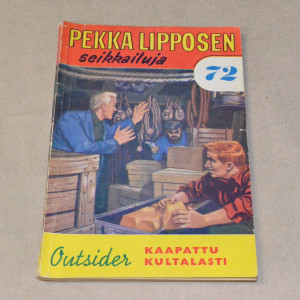 PEKKA LIPPOSEN
seikkailuja
72
Outsider
KAAPATTU
KULTALASTI